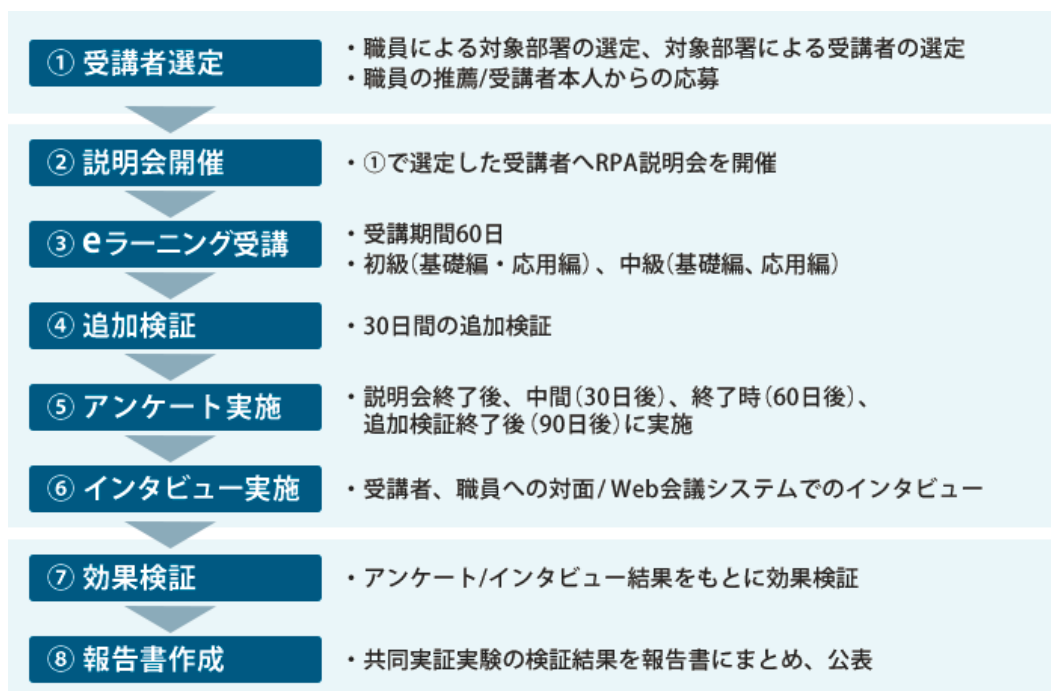 ① 受講者選定
・職員による対象部署の選定、対象部署による受講者の選定
・職員の推薦/受講者本人からの応募
② 説明会開催
・①で選定した受講者へRPA説明会を開催
③ eラーニング受講
・受講期間60日
・初級(基礎編・応用編)、中級(基礎編、応用編)
④ 追加検証
・30日間の追加検証
⑤ アンケート実施
・説明会終了後、中間(30日後)、終了時(60日後)、
追加検証終了後(90日後)に実施
⑥ インタビュー実施
・受講者、職員への対面/Web会議システムでのインタビュー
⑦ 効果検証
・アンケート/インタビュー結果をもとに効果検証
⑧ 報告書作成
・共同実証実験の検証結果を報告書にまとめ、公表